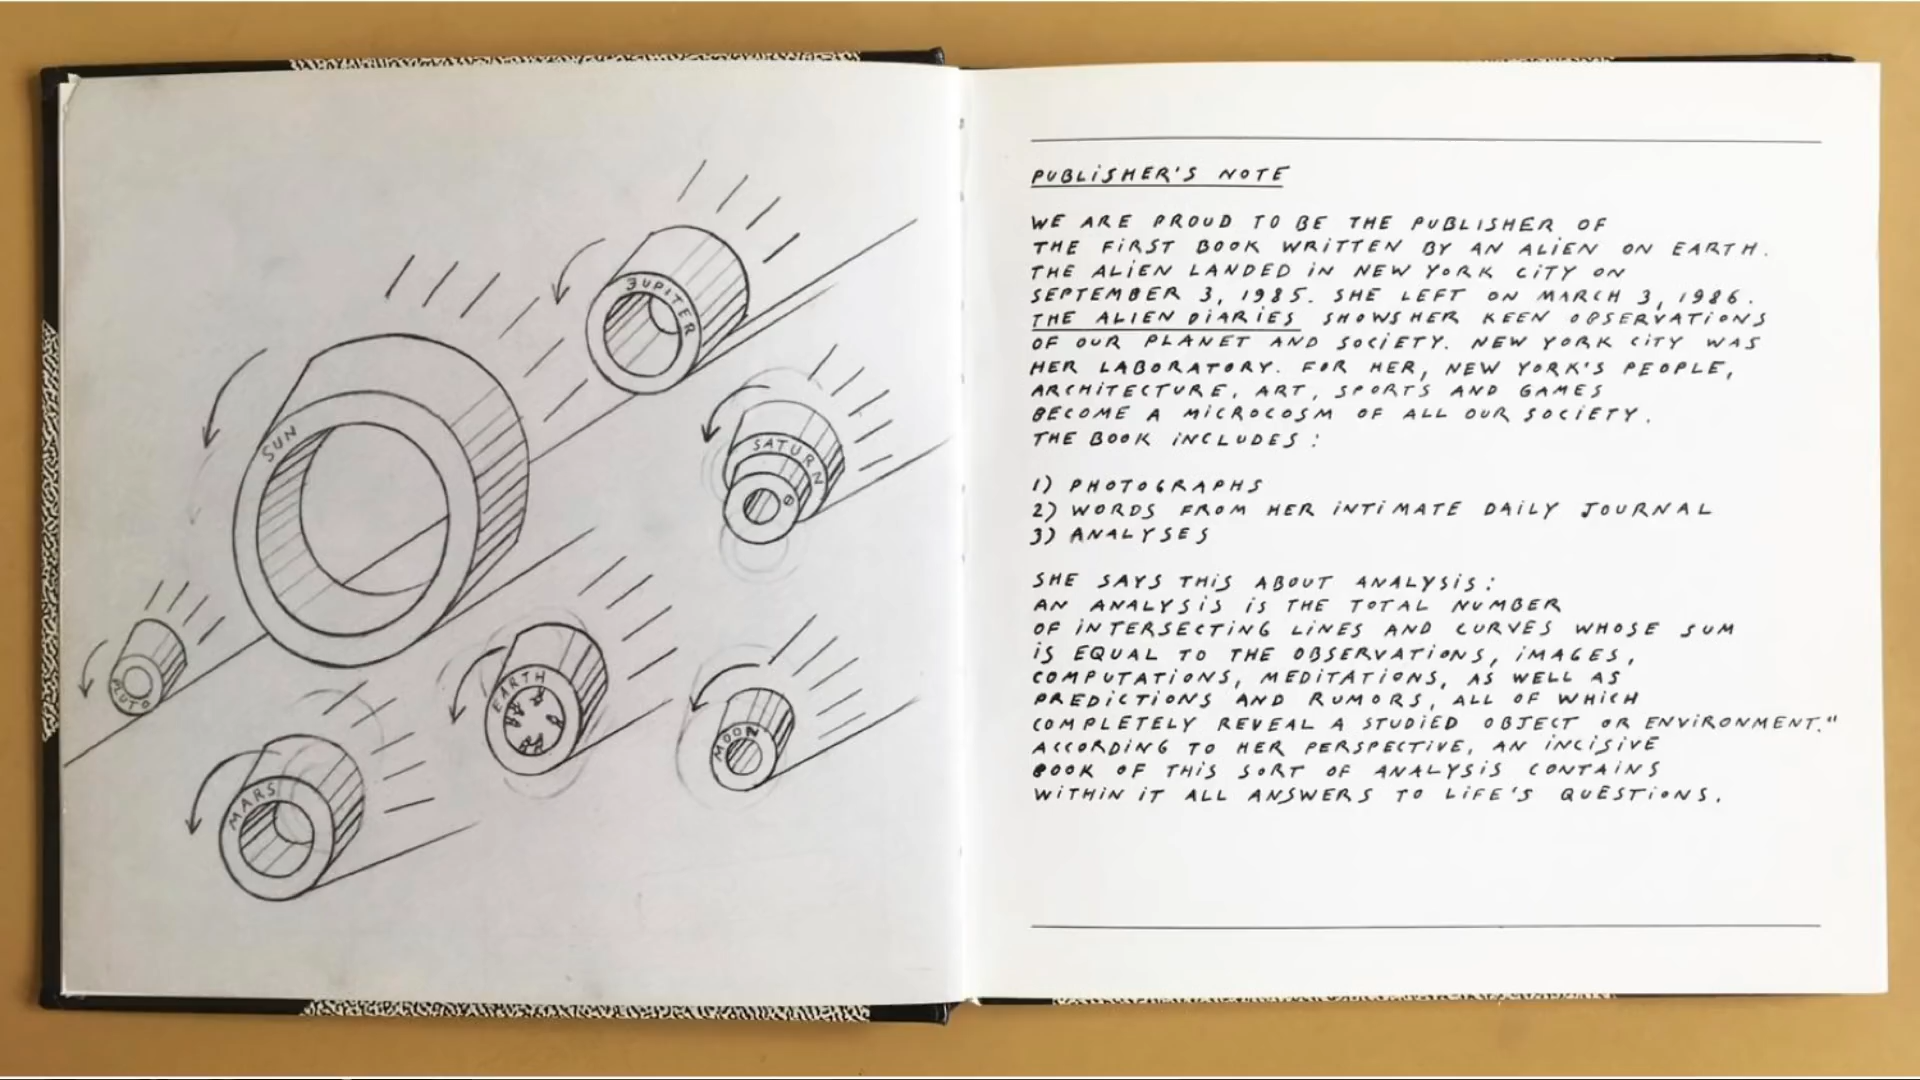 SUN
JUPITER
SATURN
PLUTO
EARTH
MOON
MARS
PUBLISHER'S NOTE
WE ARE PROUD TO BE THE PUBLISHER OF
THE FIRST BOOK WRITTEN BY AN ALIEN ON EARTH.
THE ALIEN LANDED IN NEW YORK CITY ON
SEPTEMBER 3, 1985. SHE LEFT ON MARCH 3, 1986.
THE ALIEN DIARIES SHOWS HER KEEN OBSERVATIONS
OF OUR PLANET AND SOCIETY. NEW YORK CITY WAS
HER LABORATORY. FOR HER, NEW YORK'S PEOPLE,
ARCHITECTURE, ART, SPORTS AND GAMES
BECOME A MICROCOSM OF ALL OUR SOCIETY.
THE BOOK INCLUDES:
1) PHOTOGRAPHS
2) WORDS FROM HER INTIMATE DAILY JOURNAL
3) ANALYSES
SHE SAYS THIS ABOUT ANALYSIS:
AN ANALYSIS IS THE TOTAL NUMBER
OF INTERSECTING LINES AND CURVES WHOSE SUM
IS EQUAL TO THE OBSERVATIONS, IMAGES,
COMPUTATIONS, MEDITATIONS, AS WELL AS
PREDICTIONS AND RUMORS, ALL OF WHICH
COMPLETELY REVEAL A STUDIED OBJECT OR ENVIRONMENT."
ACCORDING TO HER PERSPECTIVE, AN INCISIVE
BOOK OF THIS SORT OF ANALYSIS CONTAINS
WITHIN IT ALL ANSWERS TO LIFE'S QUESTIONS.